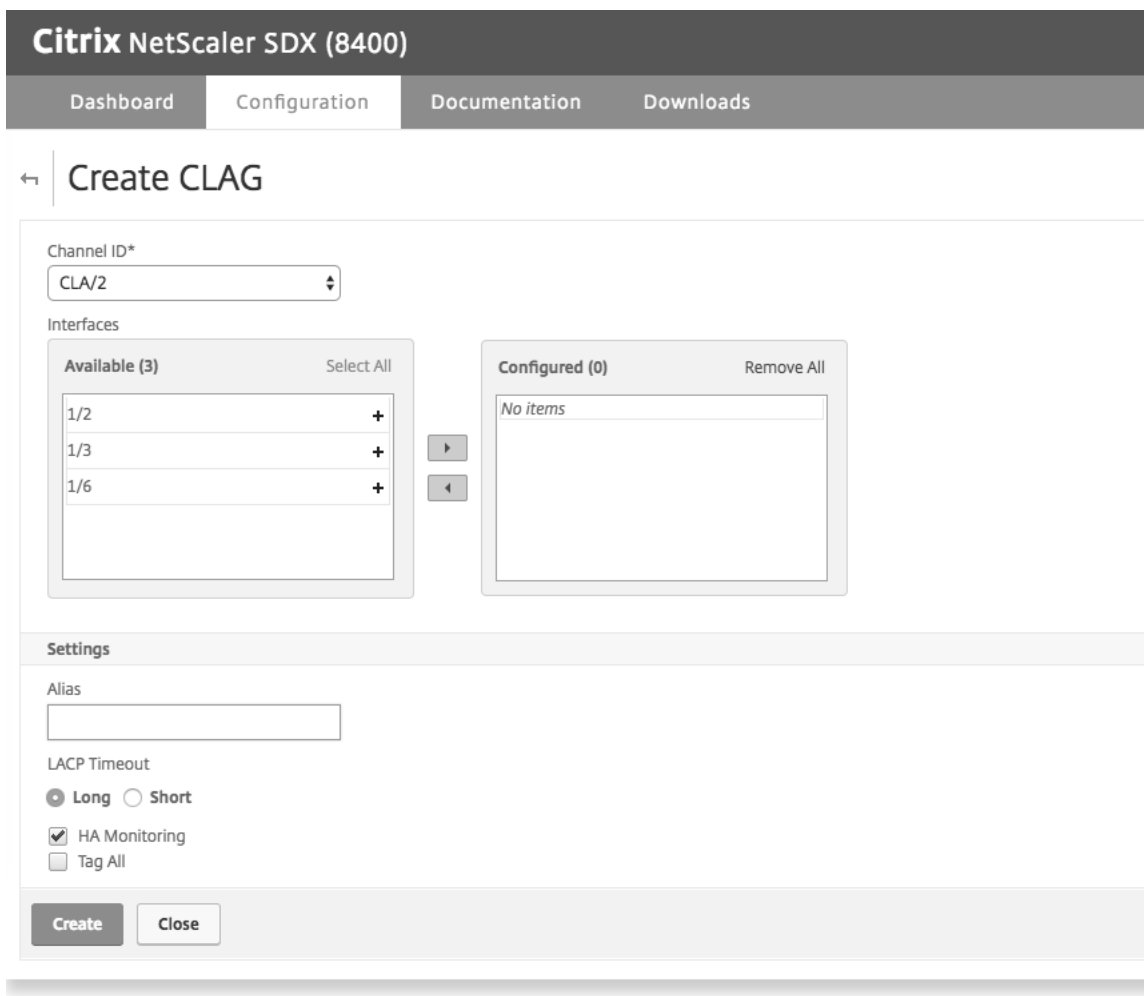 Citrix NetScaler SDX (8400)
Dashboard Configuration Documentation Downloads
Create CLAG
Channel ID*
CLA/2
Interfaces
Available (3) Select All
1/2 +
1/3 +
1/6 +
Configured (0) Remove All
No items
Settings
Alias
LACP Timeout
Long Short
HA Monitoring
Tag All
Create Close